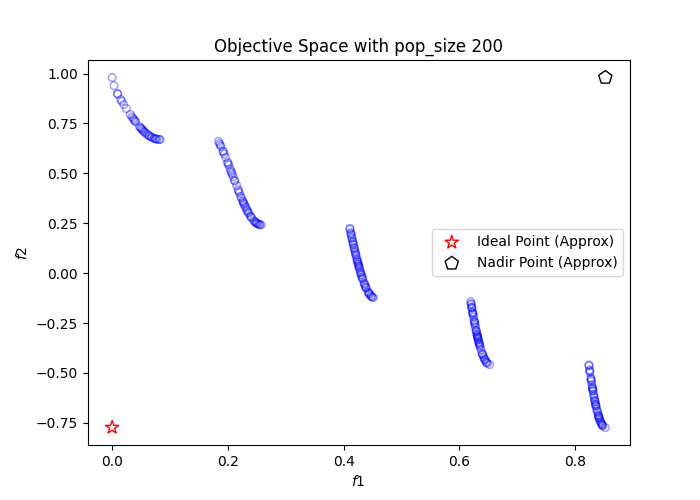 Objective Space with pop_size 200
1.00
0.75
0.50
0.25
0.00
−0.25
−0.50
−0.75
f2
Ideal Point (Approx)
Nadir Point (Approx)
0.0 0.2 0.4 0.6 0.8
f1